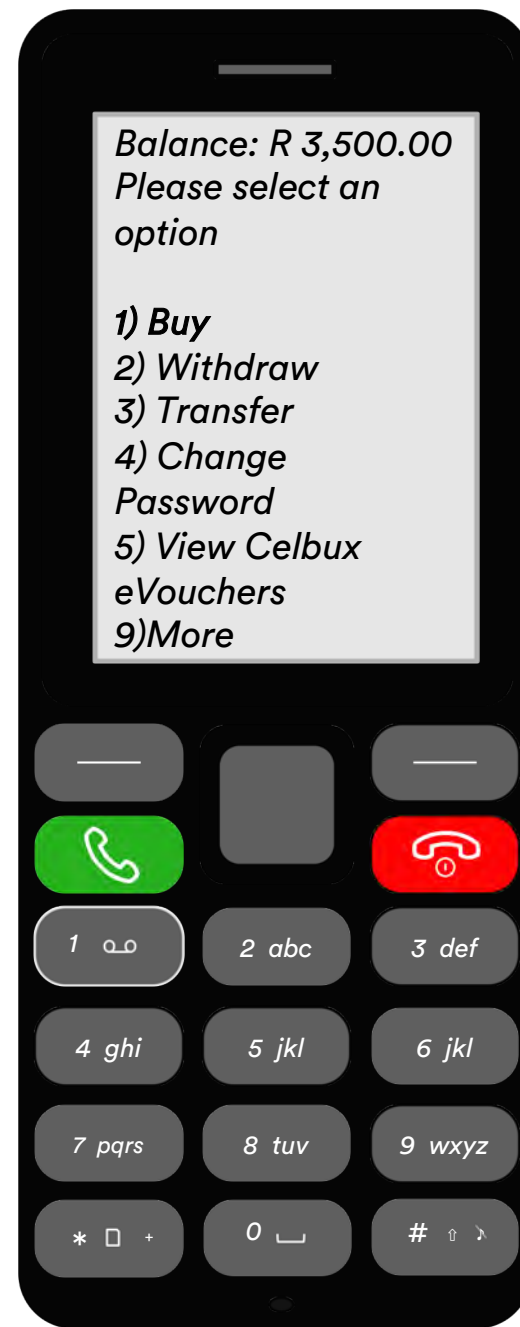 Balance: R 3,500.00
Please select an
option
1) Buy
2) Withdraw
3) Transfer
4) Change
Password
5) View Celbux
eVouchers
9)More
1
2 abc
3 def
4 ghi
5 jkl
6 jkl
7 pqrs
8 tuv
9 wxyz
* +
0
#